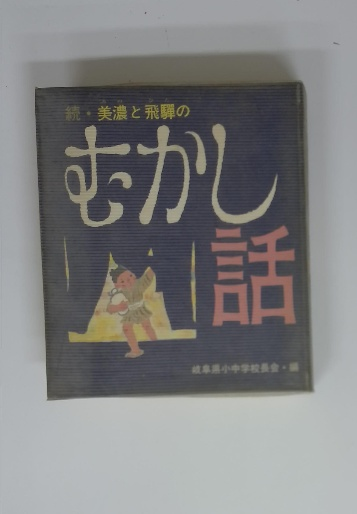 続・美濃と飛驒の
むかし
話
岐阜県小中学校長会・編